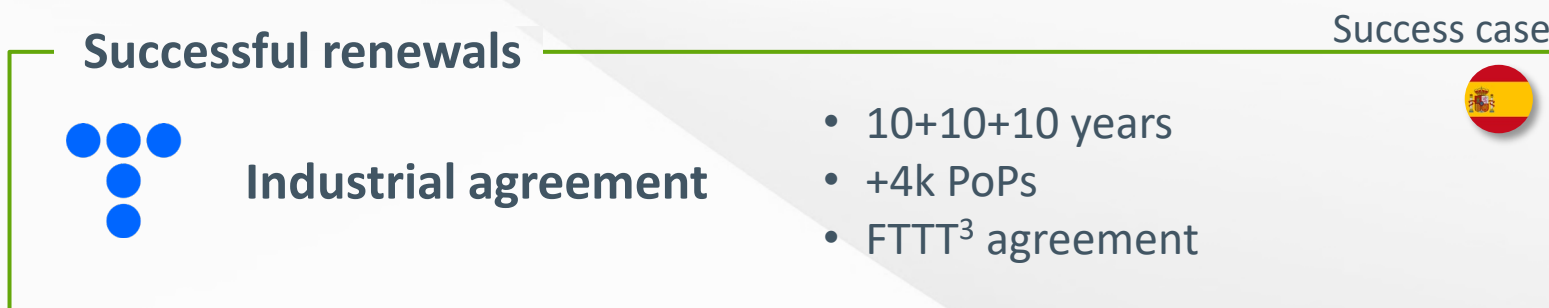 Success case
Successful renewals
Industrial agreement
• 10+10+10 years
• +4k PoPs
• FTTT³ agreement